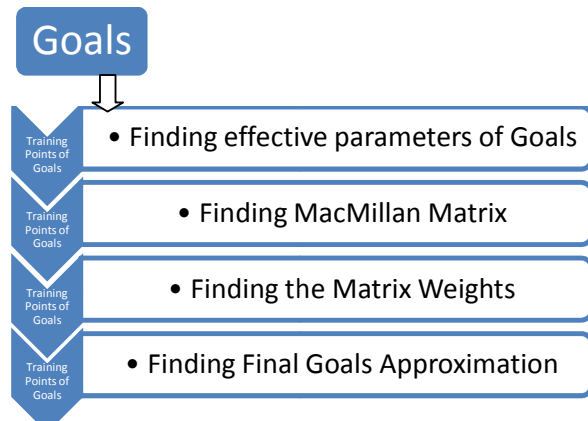 Goals
Training
Points of
Goals
• Finding effective parameters of Goals
Training
Points of
Goals
• Finding MacMillan Matrix
Training
Points of
Goals
• Finding the Matrix Weights
Training
Points of
Goals
• Finding Final Goals Approximation